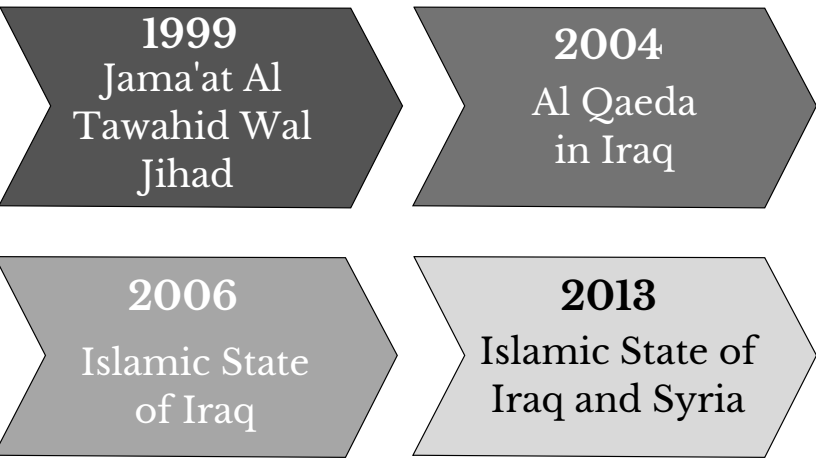 1999
Jama'at Al
Tawahid Wal
Jihad
2004
Al Qaeda
in Iraq
2006
Islamic State
of Iraq
2013
Islamic State of
Iraq and Syria